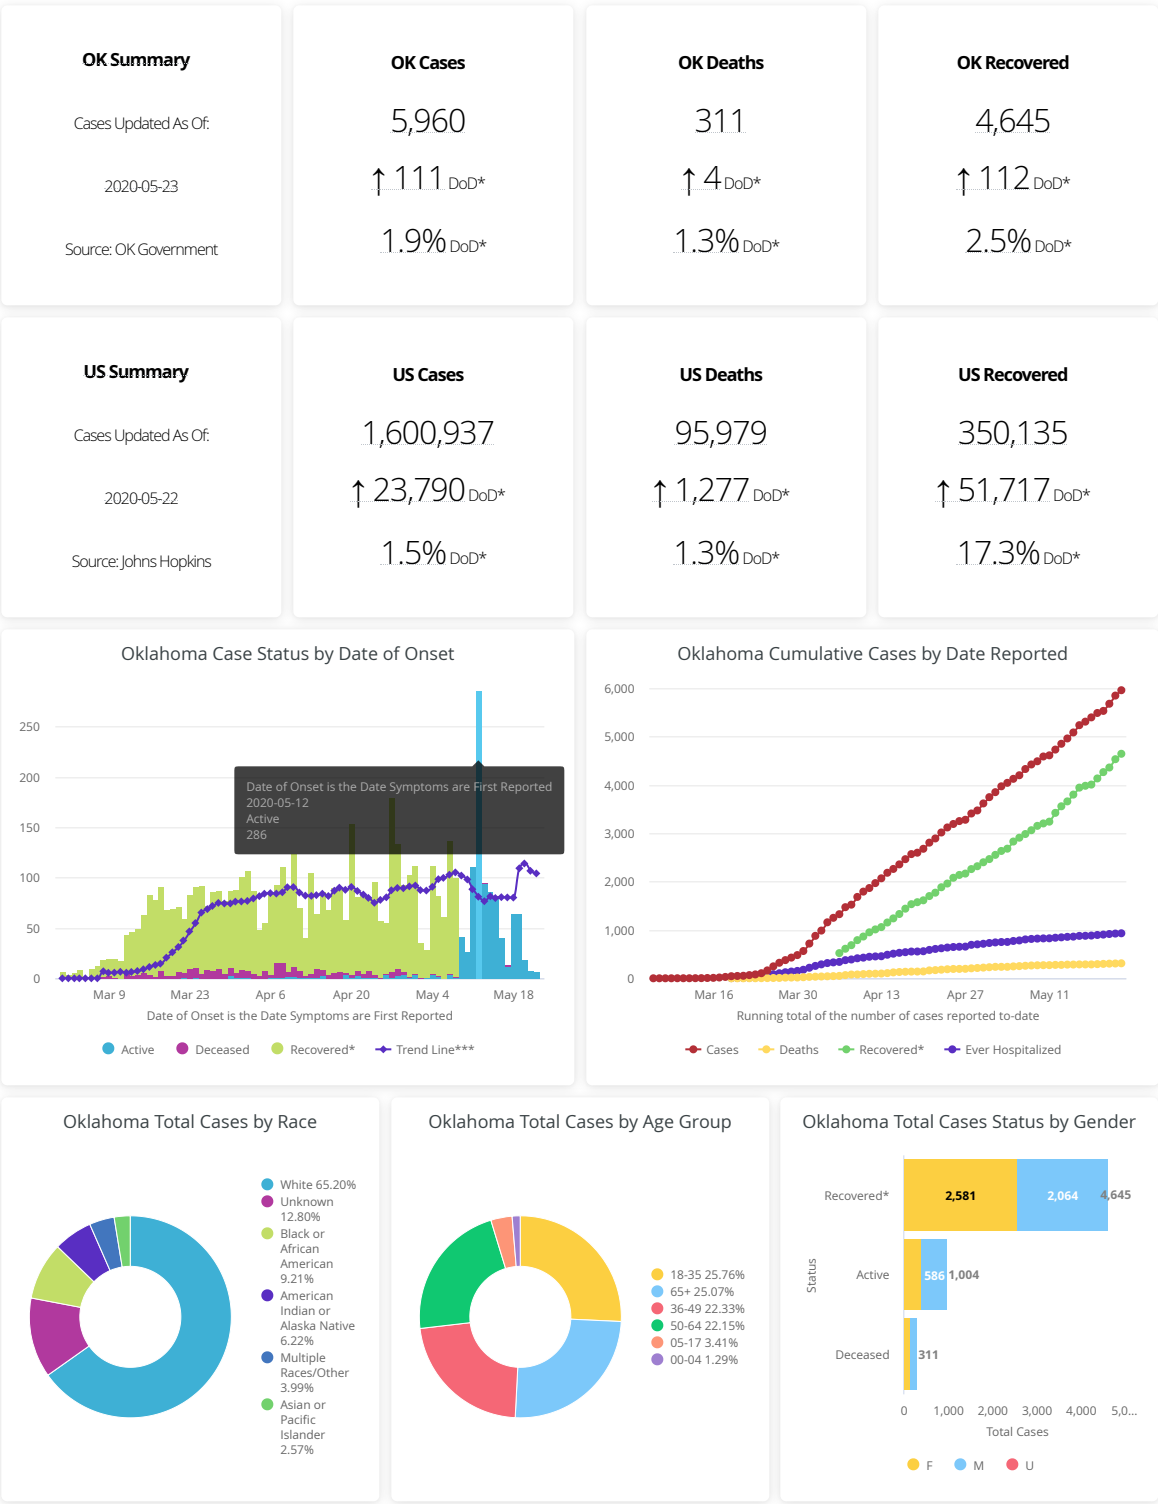 OK Summary
Cases Updated As Of:
2020-05-23
Source: OK Government
OK Cases
5,960
↑ 111 DoD*
1.9% DoD*
OK Deaths
311
↑ 4 DoD*
1.3% DoD*
OK Recovered
4,645
↑ 112 DoD*
2.5% DoD*
US Summary
Cases Updated As Of:
2020-05-22
Source: Johns Hopkins
US Cases
1,600,937
↑ 23,790 DoD*
1.5% DoD*
US Deaths
95,979
↑ 1,277 DoD*
1.3% DoD*
US Recovered
350,135
↑ 51,717 DoD*
17.3% DoD*
Oklahoma Case Status by Date of Onset
250
200
150
100
50
0
Date of Onset is the Date Symptoms are First Reported
2020-05-12
Active
286
Mar 9 Mar 23 Apr 6 Apr 20 May 4 May 18
Date of Onset is the Date Symptoms are First Reported
Active Deceased Recovered* Trend Line***
Oklahoma Cumulative Cases by Date Reported
6,000
5,000
4,000
3,000
2,000
1,000
0
Mar 16 Mar 30 Apr 13 Apr 27 May 11
Running total of the number of cases reported to-date
Cases Deaths Recovered* Ever Hospitalized
Oklahoma Total Cases by Race
White 65.20%
Unknown
12.80%
Black or
African
American
9.21%
American
Indian or
Alaska Native
6.22%
Multiple
Races/Other
3.99%
Asian or
Pacific
Islander
2.57%
Oklahoma Total Cases by Age Group
18-35 25.76%
65+ 25.07%
36-49 22.33%
50-64 22.15%
05-17 3.41%
00-04 1.29%
Oklahoma Total Cases Status by Gender
Status
Recovered* 2,581 2,064 4,645
Active 586 1,004
Deceased 311
0 1,000 2,000 3,000 4,000 5,0...
Total Cases
F M U